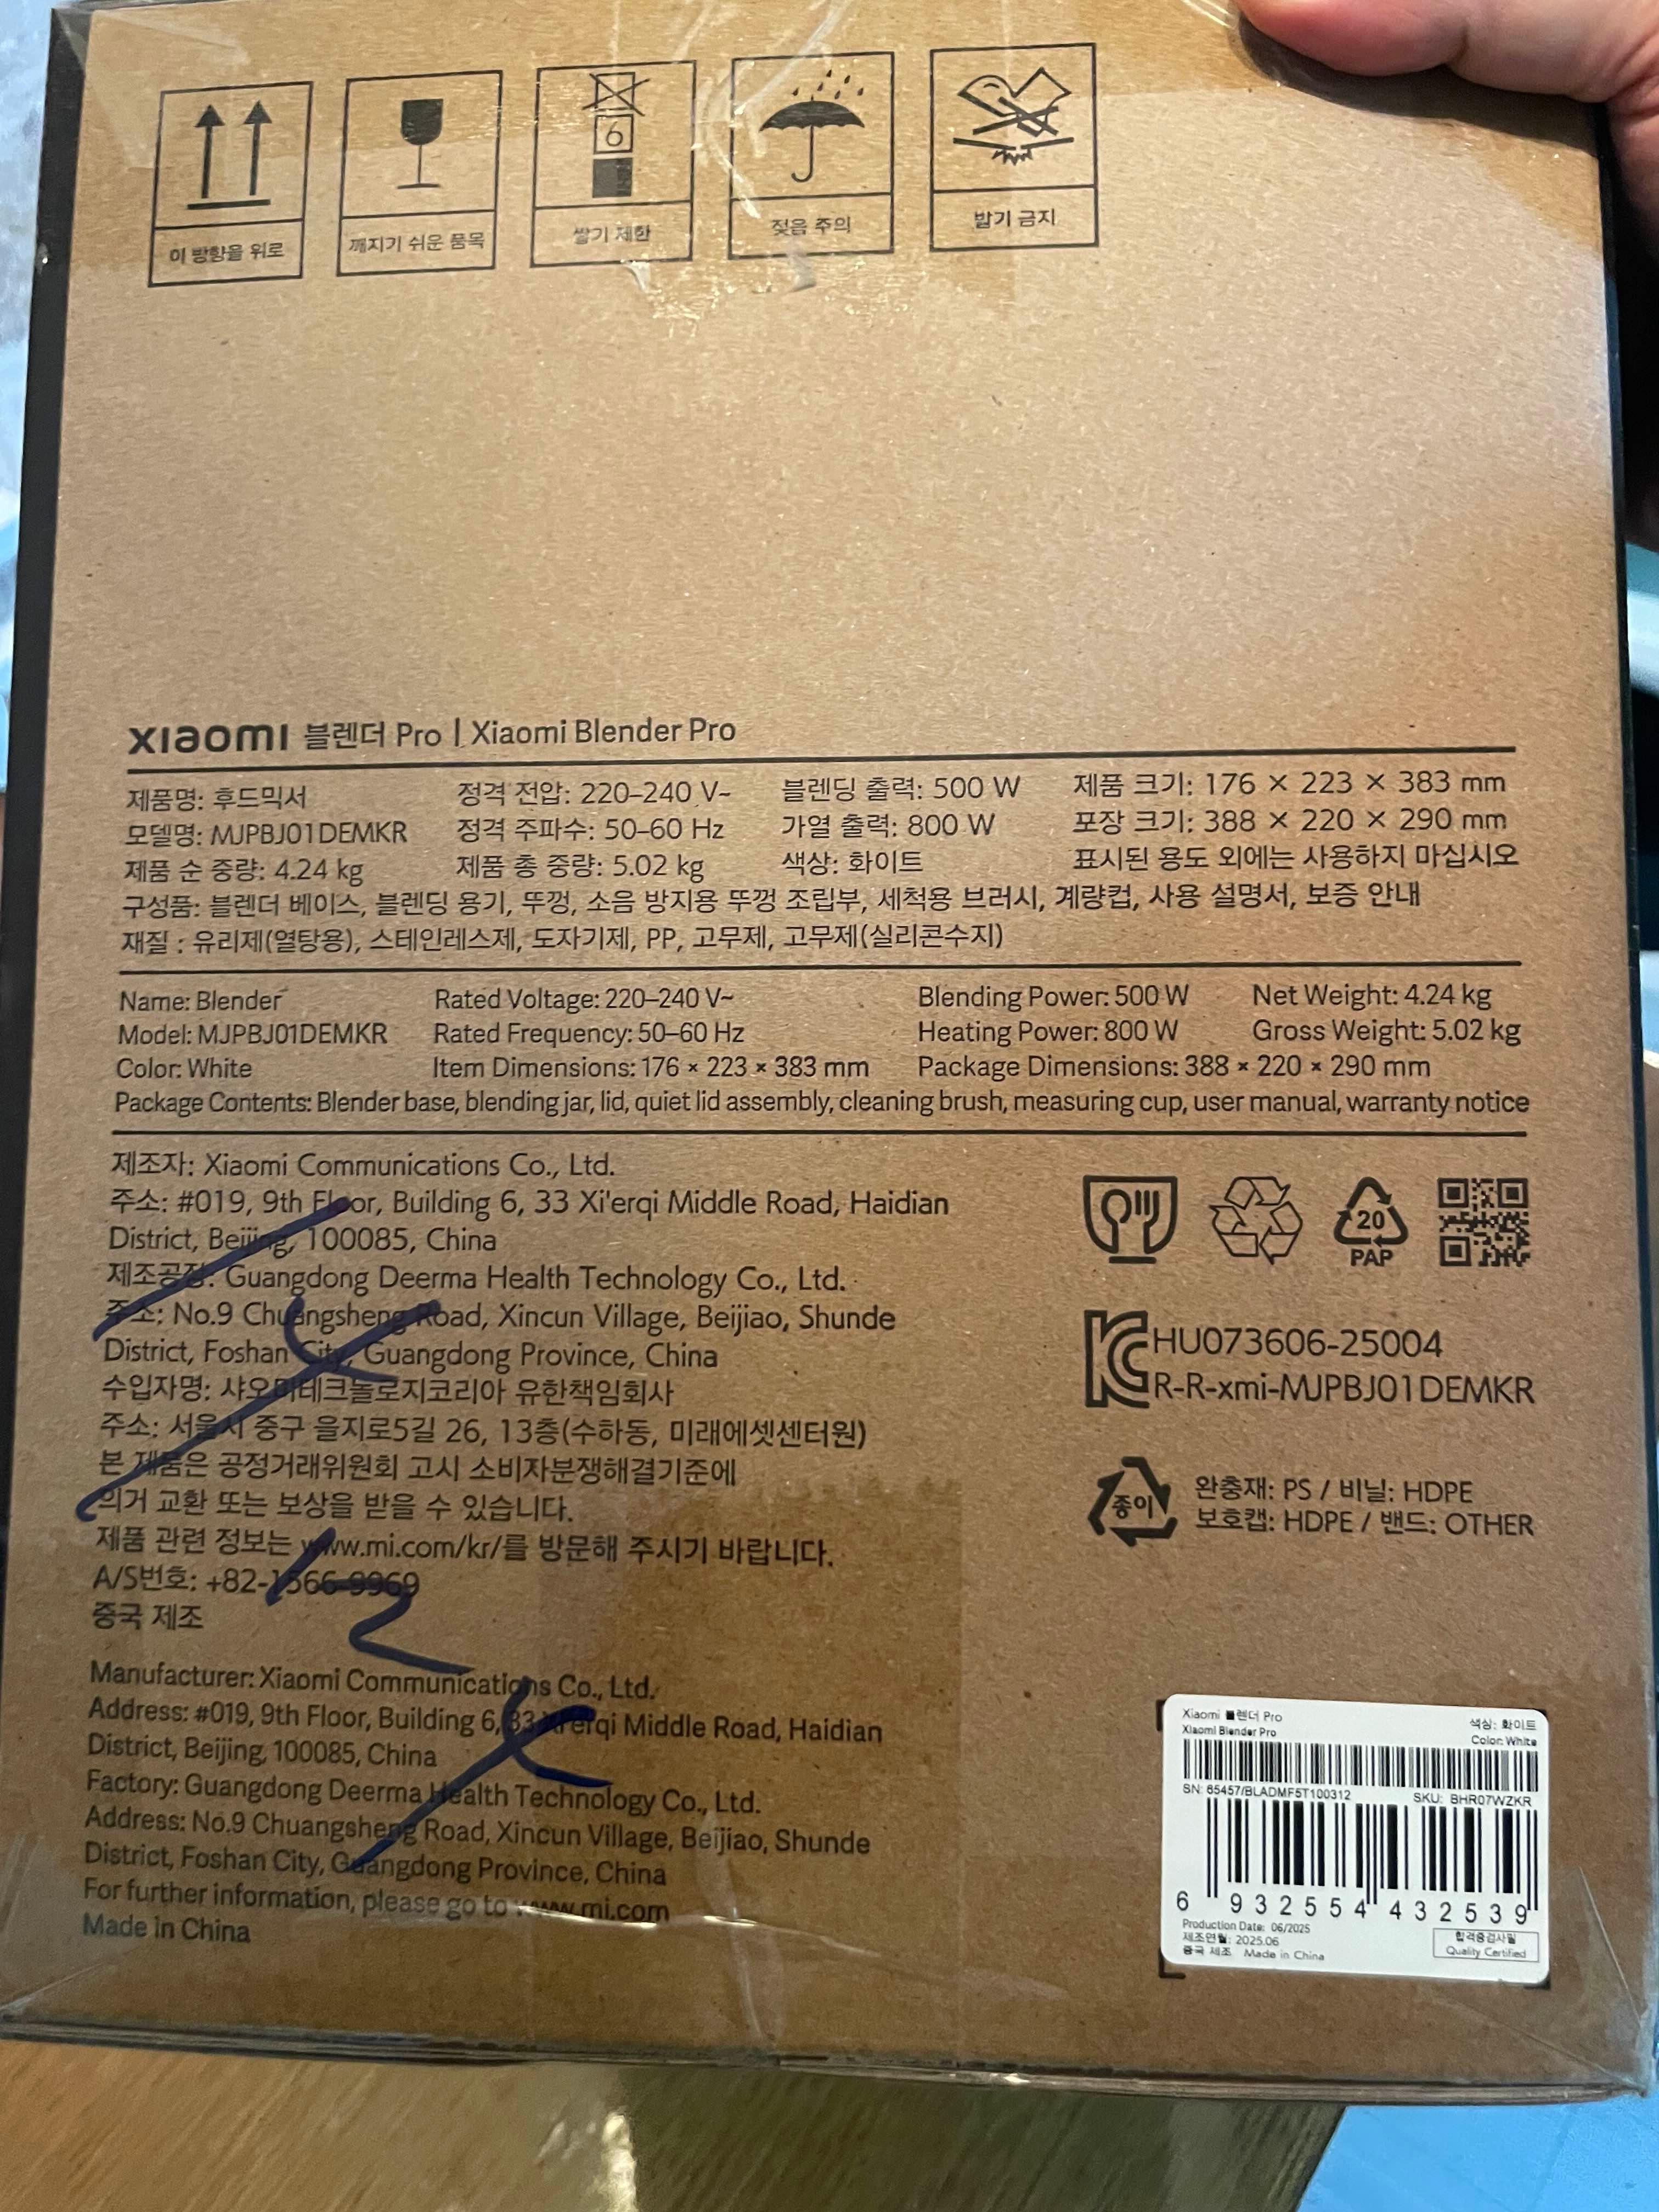 이 방향을 위로
깨지기 쉬운 품목
6
쌓기 제한
젖음 주의
밟기 금지
xiaomi 블렌더 Pro | Xiaomi Blender Pro
제품명: 후드믹서 정격 전압: 220–240 V~ 블렌딩 출력: 500 W 제품 크기: 176 × 223 × 383 mm
모델명: MJPBJ01DEMKR 정격 주파수: 50–60 Hz 가열 출력: 800 W 포장 크기: 388 × 220 × 290 mm
제품 순 중량: 4.24 kg 제품 총 중량: 5.02 kg 색상: 화이트 표시된 용도 외에는 사용하지 마십시오
구성품: 블렌더 베이스, 블렌딩 용기, 뚜껑, 소음 방지용 뚜껑 조립부, 세척용 브러시, 계량컵, 사용 설명서, 보증 안내
재질 : 유리제(열탕용), 스테인레스제, 도자기제, PP, 고무제, 고무제(실리콘수지)
Name: Blender Rated Voltage: 220–240 V~ Blending Power: 500 W Net Weight: 4.24 kg
Model: MJPBJ01DEMKR Rated Frequency: 50–60 Hz Heating Power: 800 W Gross Weight: 5.02 kg
Color: White Item Dimensions: 176 × 223 × 383 mm Package Dimensions: 388 × 220 × 290 mm
Package Contents: Blender base, blending jar, lid, quiet lid assembly, cleaning brush, measuring cup, user manual, warranty notice
제조자: Xiaomi Communications Co., Ltd.
주소: #019, 9th Floor, Building 6, 33 Xi'erqi Middle Road, Haidian
District, Beijing, 100085, China
제조공장: Guangdong Deerma Health Technology Co., Ltd.
주소: No.9 Chuangsheng Road, Xincun Village, Beijiao, Shunde
District, Foshan City, Guangdong Province, China
수입자명: 샤오미테크놀로지코리아 유한책임회사
주소: 서울시 중구 을지로5길 26, 13층(수하동, 미래에셋센터원)
본 제품은 공정거래위원회 고시 소비자분쟁해결기준에
의거 교환 또는 보상을 받을 수 있습니다.
제품 관련 정보는 www.mi.com/kr/를 방문해 주시기 바랍니다.
A/S번호: +82-1566-9969
중국 제조
Manufacturer: Xiaomi Communications Co., Ltd.
Address: #019, 9th Floor, Building 6, 33 Xi'erqi Middle Road, Haidian
District, Beijing, 100085, China
Factory: Guangdong Deerma Health Technology Co., Ltd.
Address: No.9 Chuangsheng Road, Xincun Village, Beijiao, Shunde
District, Foshan City, Guangdong Province, China
For further information, please go to www.mi.com
Made in China
20
PAP
HU073606-25004
R-R-xmi-MJPBJ01DEMKR
종이
완충재: PS / 비닐: HDPE
보호캡: HDPE / 밴드: OTHER
Xiaomi 블렌더 Pro 색상: 화이트
Xiaomi Blender Pro Color: White
SN: 65457/BLADMF5T100312 SKU: BHR07WZKR
6 932554 432539
Production Date: 06/2025
제조연월: 2025.06
중국 제조 Made in China
합격증검사필
Quality Certified